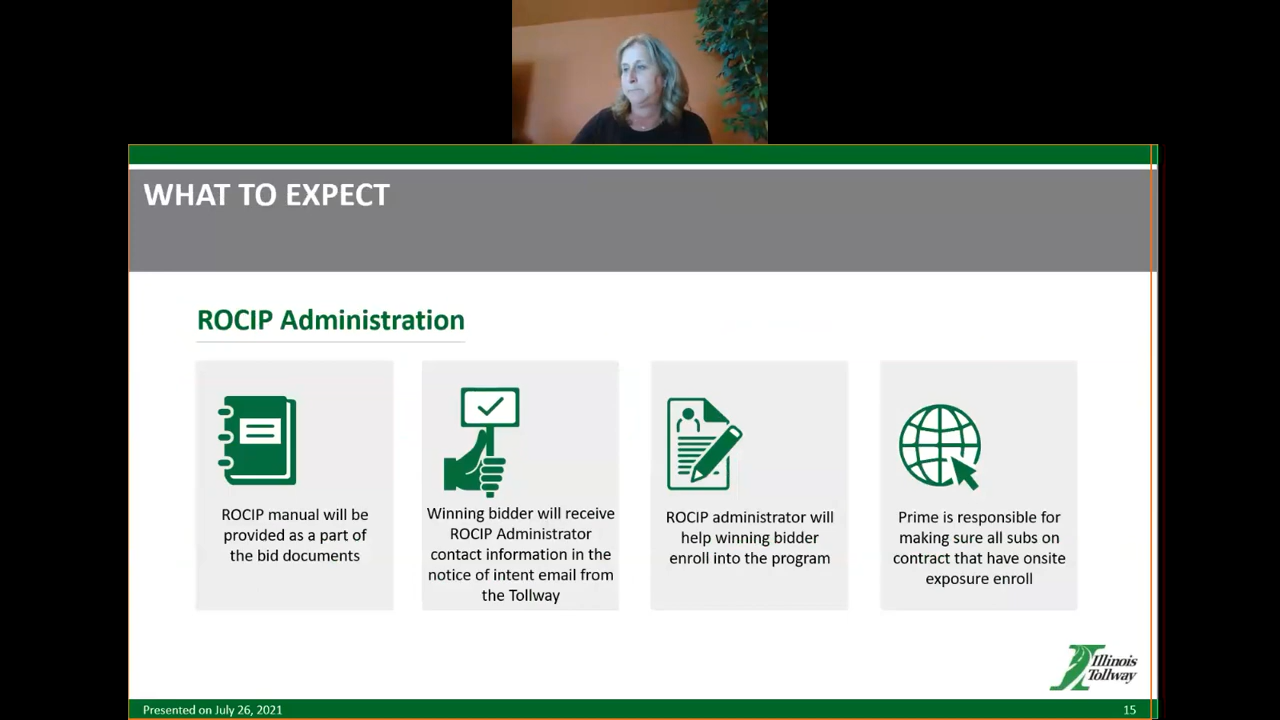 WHAT TO EXPECT
ROCIP Administration
ROCIP manual will be
provided as a part of
the bid documents
Winning bidder will receive
ROCIP Administrator
contact information in the
notice of intent email from
the Tollway
ROCIP administrator will
help winning bidder
enroll into the program
Prime is responsible for
making sure all subs on
contract that have onsite
exposure enroll
Illinois
Tollway
Presented on July 26, 2021
15